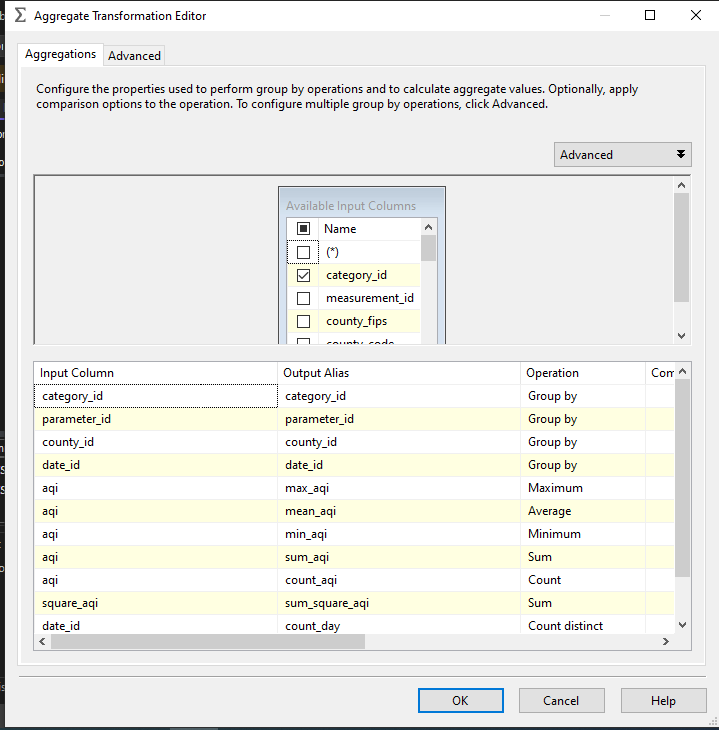 Aggregate Transformation Editor
Aggregations
Advanced
Configure the properties used to perform group by operations and to calculate aggregate values. Optionally, apply
comparison options to the operation. To configure multiple group by operations, click Advanced.
Advanced
Available Input Columns
Name
(*)
category_id
measurement_id
county_fips
county_code
Input Column Output Alias Operation Com
category_id category_id Group by
parameter_id parameter_id Group by
county_id county_id Group by
date_id date_id Group by
aqi max_aqi Maximum
aqi mean_aqi Average
aqi min_aqi Minimum
aqi sum_aqi Sum
aqi count_aqi Count
square_aqi sum_square_aqi Sum
date_id count_day Count distinct
OK Cancel Help